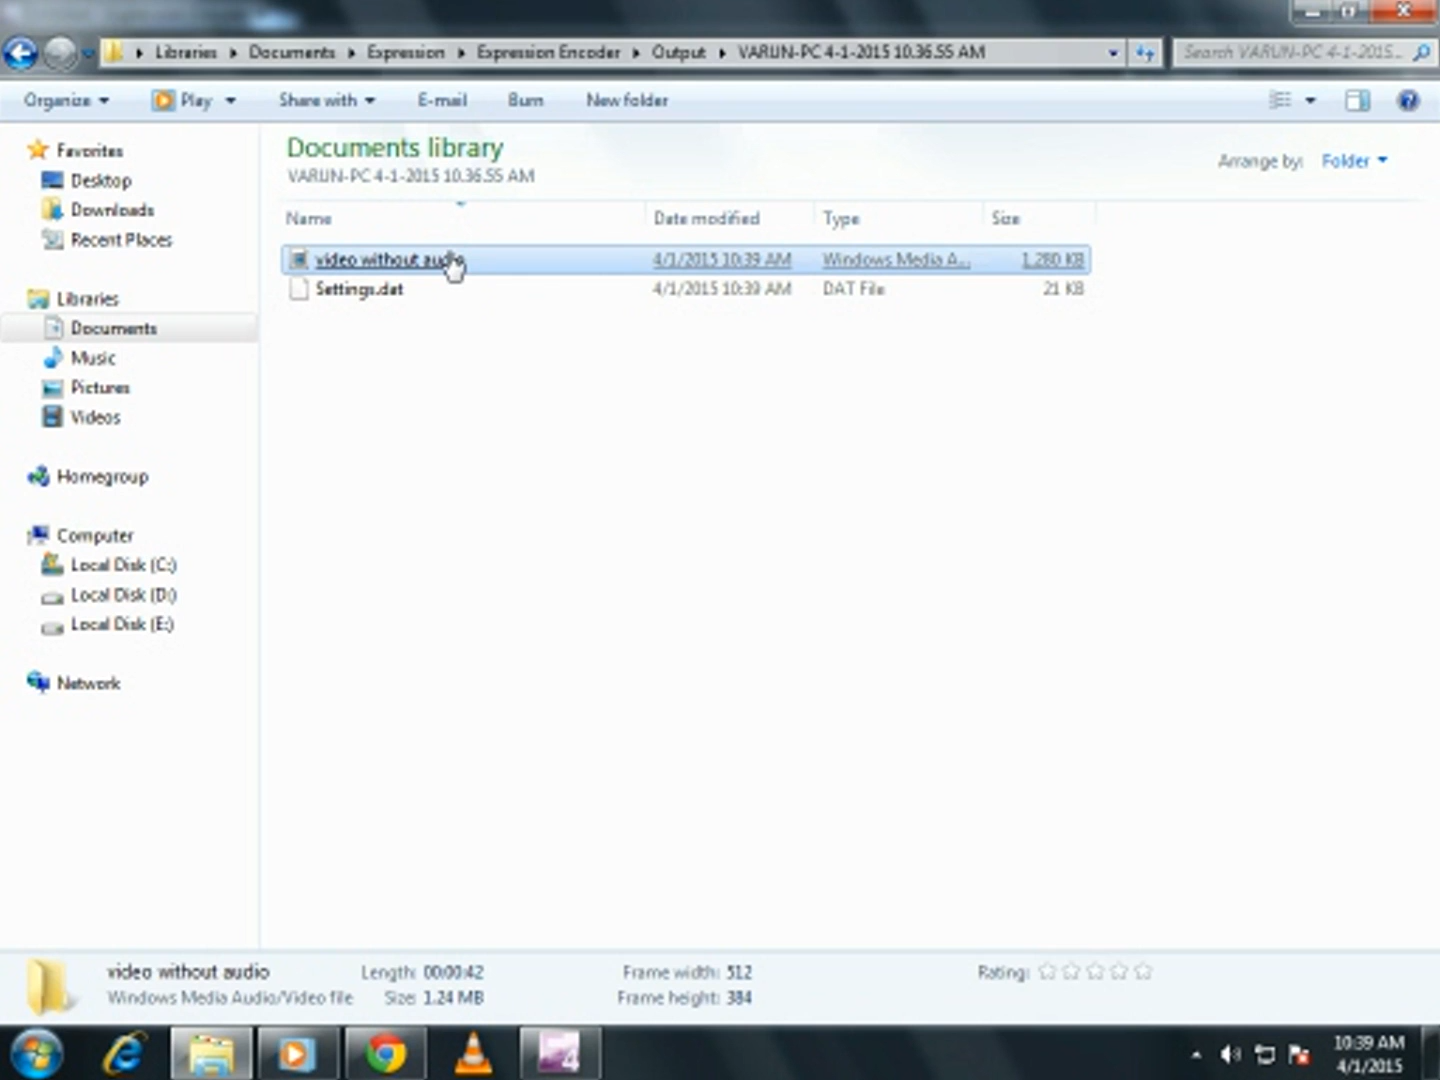 Libraries Documents Expression Expression Encoder Output VARUN-PC 4-1-2015 10.36.55 AM
Search VARUN-PC 4-1-2015...
Organize Play Share with E-mail Burn New folder
Favorites
Desktop
Downloads
Recent Places
Libraries
Documents
Music
Pictures
Videos
Homegroup
Computer
Local Disk (C:)
Local Disk (D:)
Local Disk (E:)
Network
Documents library
VARUN-PC 4-1-2015 10.36.55 AM
Arrange by: Folder
Name Date modified Type Size
video without audio 4/1/2015 10:39 AM Windows Media A... 1,280 KB
Settings.dat 4/1/2015 10:39 AM DAT File 21 KB
video without audio Length: 00:00:42 Frame width: 512 Rating:
Windows Media Audio/Video file Size: 1.24 MB Frame height: 384
10:39 AM
4/1/2015